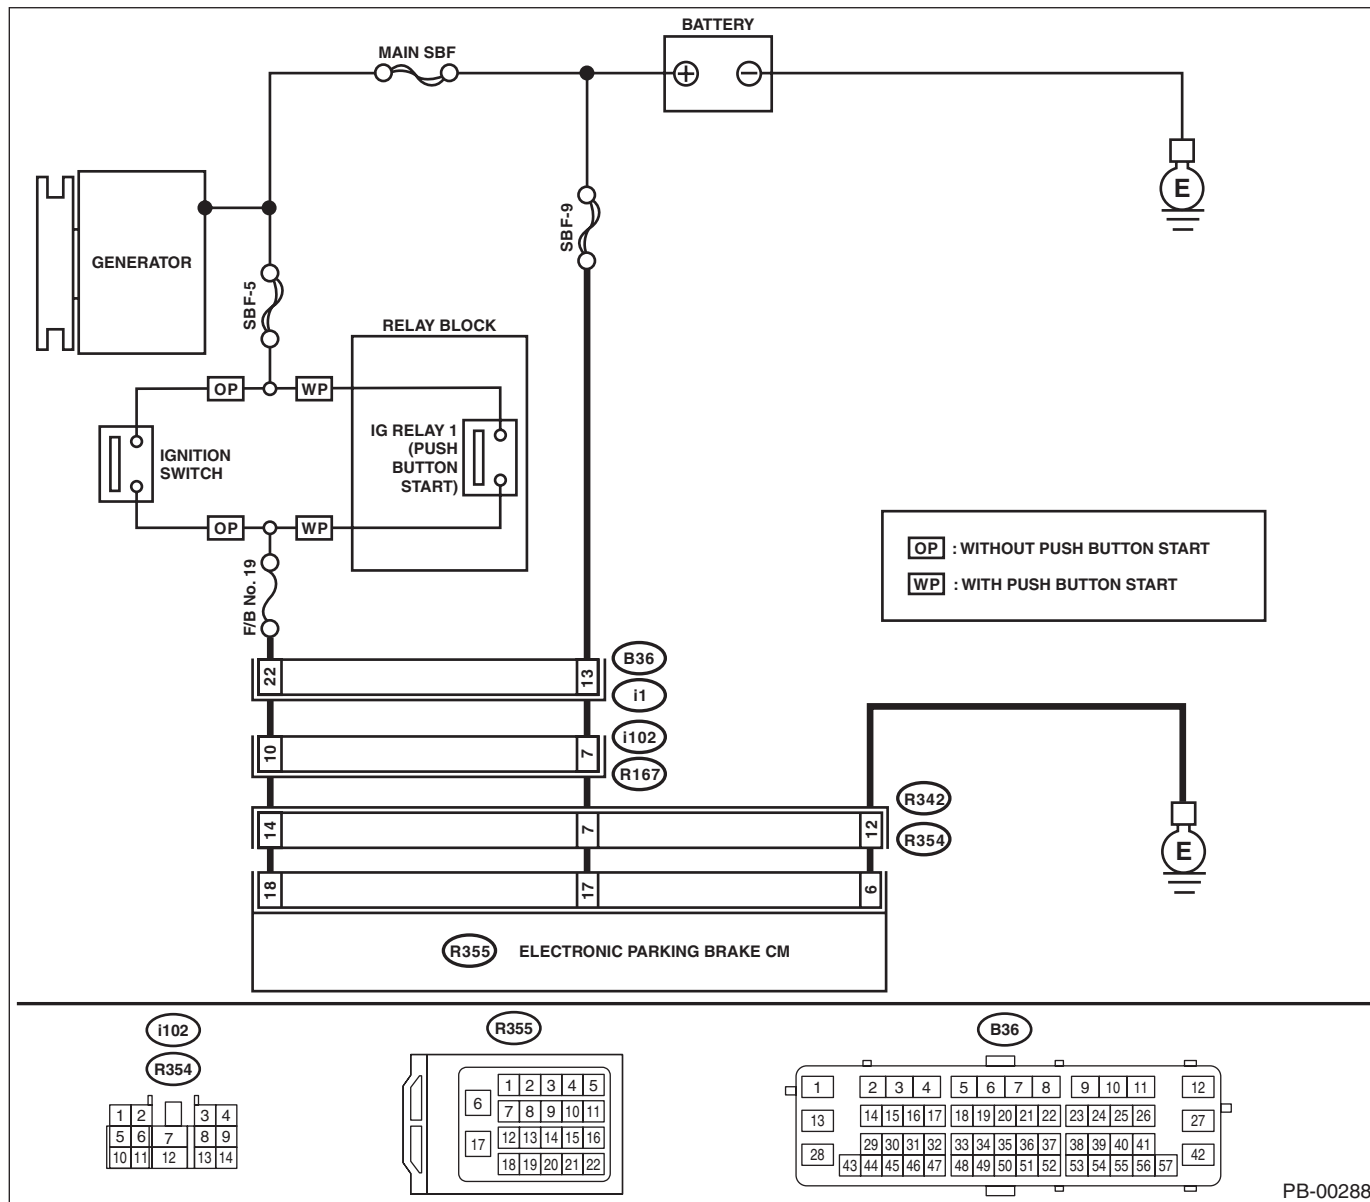 BATTERY
MAIN SBF
E
SBF-9
GENERATOR
SBF-5
RELAY BLOCK
OP WP
IG RELAY 1
(PUSH
BUTTON
START)
IGNITION
SWITCH
OP WP
OP : WITHOUT PUSH BUTTON START
WP : WITH PUSH BUTTON START
F/B No. 19
22 13
B36
i1
10 7
i102
R167
14 7 12
R342
R354
E
18 17 6
R355 ELECTRONIC PARKING BRAKE CM
i102
R354
1 2 3 4
5 6 7 8 9
10 11 12 13 14
R355
1 2 3 4 5
6
7 8 9 10 11
12 13 14 15 16
17
18 19 20 21 22
B36
1 2 3 4 5 6 7 8 9 10 11 12
13 14 15 16 17 18 19 20 21 22 23 24 25 26 27
28 29 30 31 32 33 34 35 36 37 38 39 40 41 42
43 44 45 46 47 48 49 50 51 52 53 54 55 56 57
PB-00288